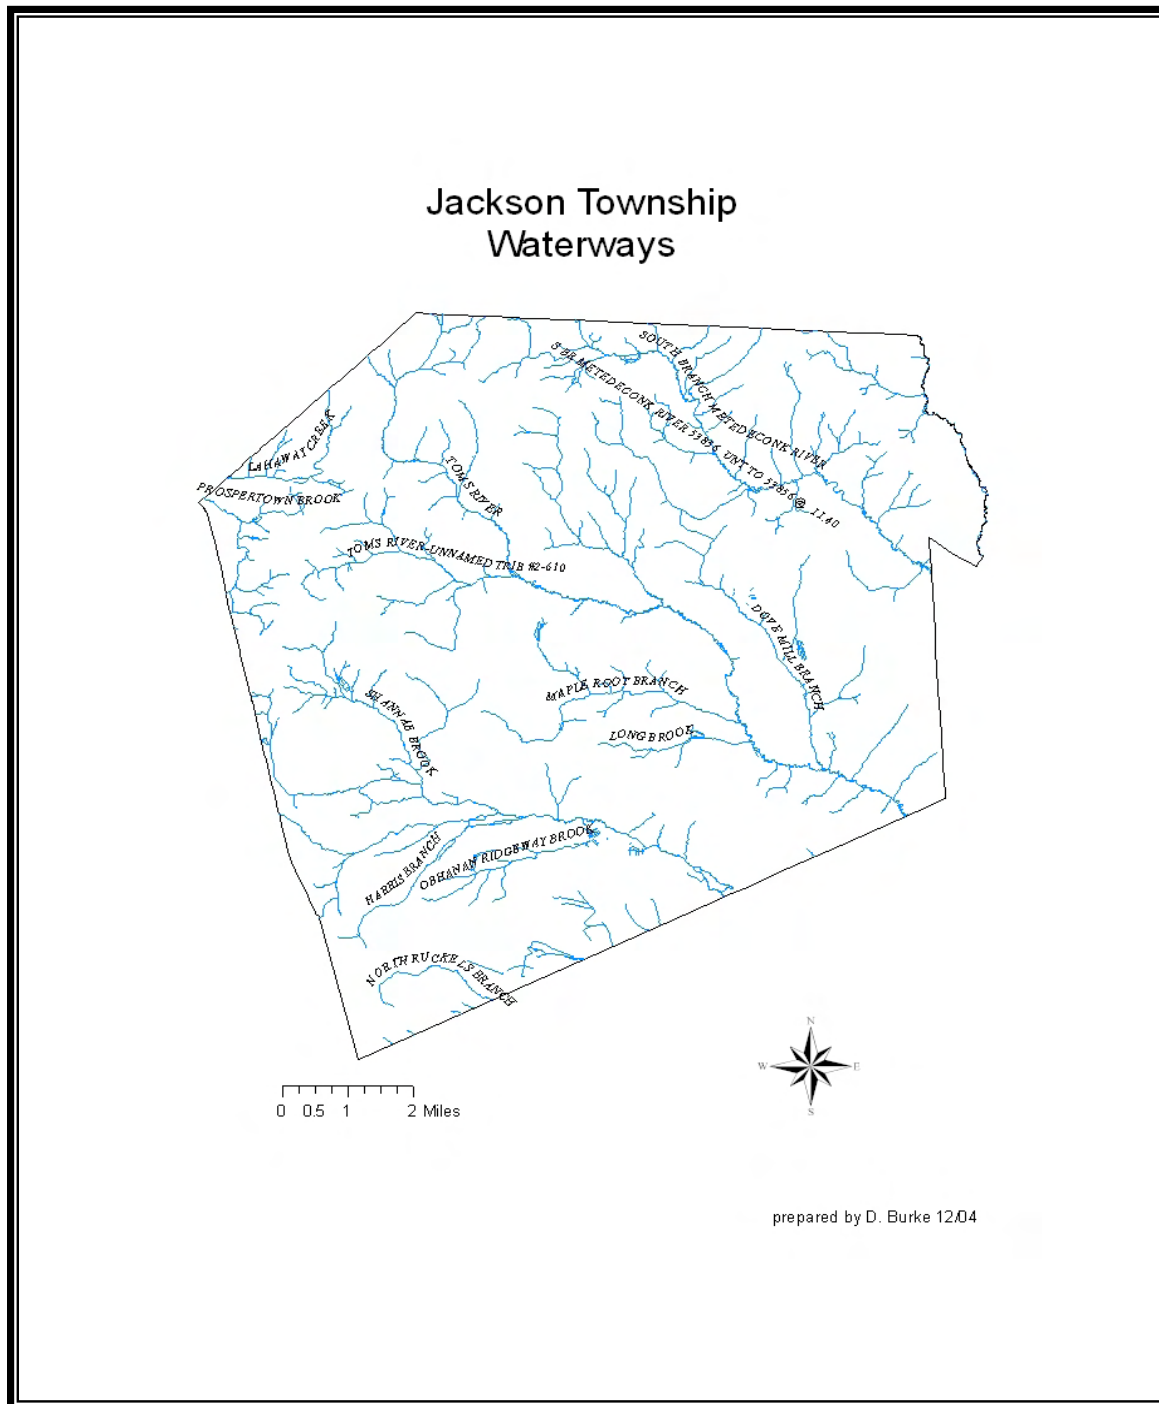 Jackson Township
Waterways
SOUTH BRANCH METEDECONK RIVER
S BR METEDECONK RIVER 53836 UNT TO 53856 @ 11.40
LAHAWAY CREEK
PROSPERTOWN BROOK
TOMS RIVER
TOMS RIVER-UNNAMED TRIB #2-610
DOVE MILL BRANCH
MAPLE ROOT BRANCH
SHANNAE BROOK
LONG BROOK
HARRIS BRANCH
OBHANAN RIDGEWAY BROOK
NORTH RUCKELS BRANCH
N
W
E
S
0 0.5 1 2 Miles
prepared by D. Burke 12/04